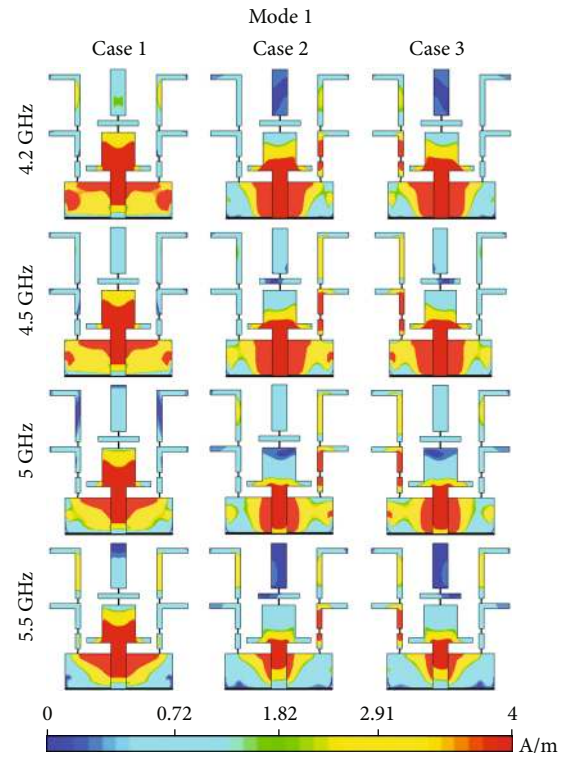 Mode 1
Case 1 Case 2 Case 3
4.2 GHz
4.5 GHz
5 GHz
5.5 GHz
0 0.72 1.82 2.91 4
A/m